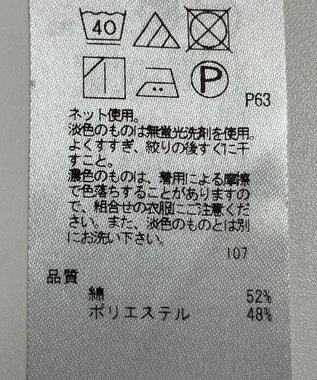 40
P
P63
ネット使用。
淡色のものは無蛍光洗剤を使用。
よくすすぎ、絞りの後すぐに干
すこと。
濃色のものは、着用による摩擦
で色落ちすることがありますの
で、組合せの衣服にご注意くだ
さい。また、淡色のものとは別
にお洗い下さい。
107
品質
綿 52%
ポリエステル 48%